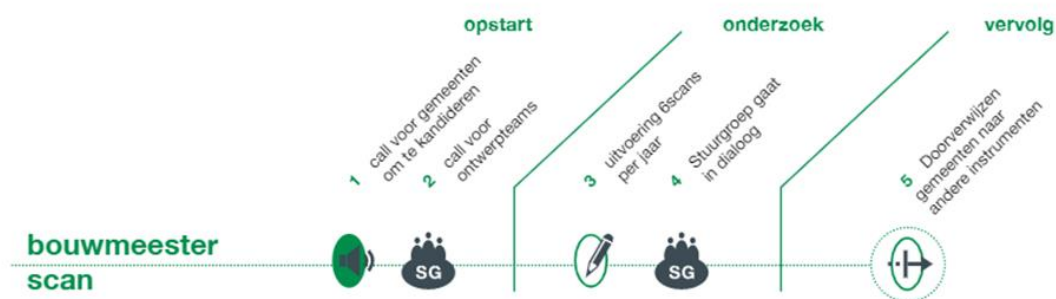 opstart
onderzoek
vervolg
1 call voor gemeenten
om te kandideren
2 call voor
ontwerpteams
3 uitvoering 6scans
per jaar
4 Stuurgroep gaat
in dialoog
5 Doorverwijzen
gemeenten naar
andere instrumenten
bouwmeester
scan
SG
SG